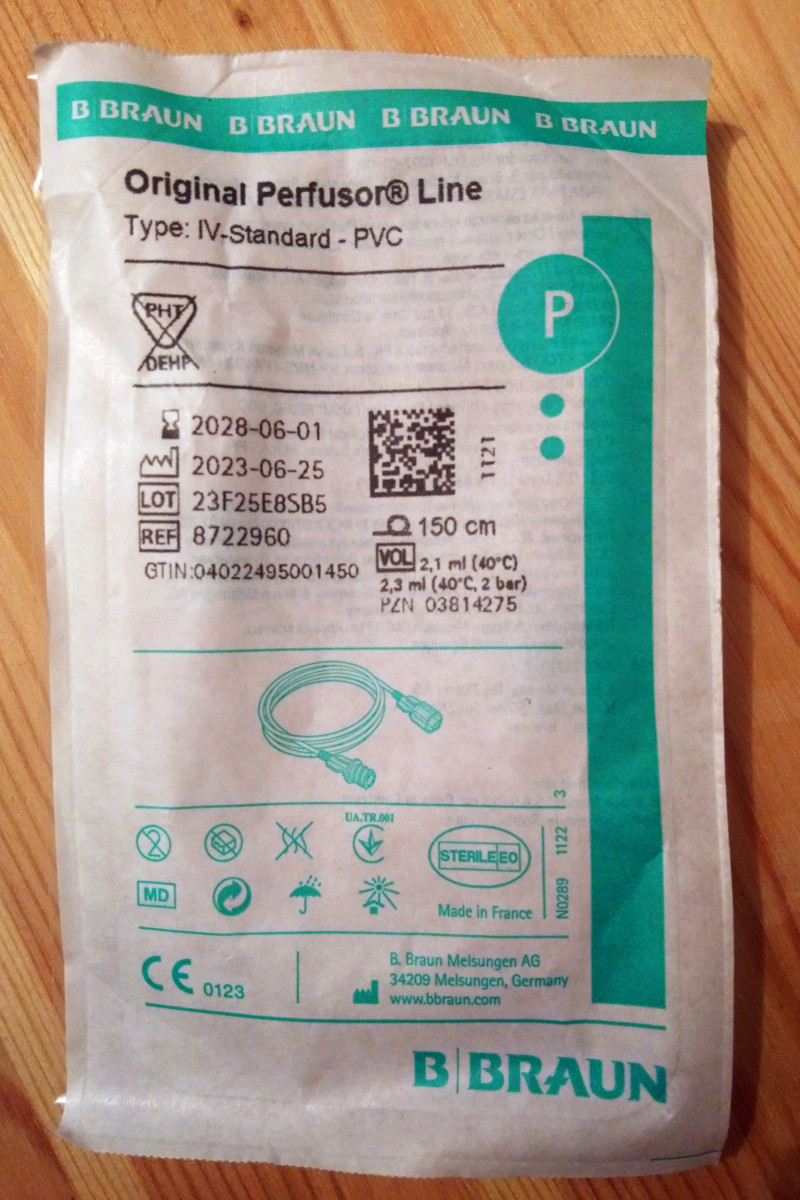 B BRAUN B BRAUN B BRAUN B BRAUN
Original Perfusor® Line
Type: IV-Standard - PVC
P
PHT
DEHP
2028-06-01
2023-06-25
LOT 23F25E8SB5
REF 8722960
GTIN:04022495001450
1121
150 cm
VOL 2,1 ml (40°C)
2,3 ml (40°C, 2 bar)
PZN 03814275
2
UA.TR.001
STERILE EO
MD
Made in France
N0289 1122 3
CE 0123
B. Braun Melsungen AG
34209 Melsungen, Germany
www.bbraun.com
B BRAUN